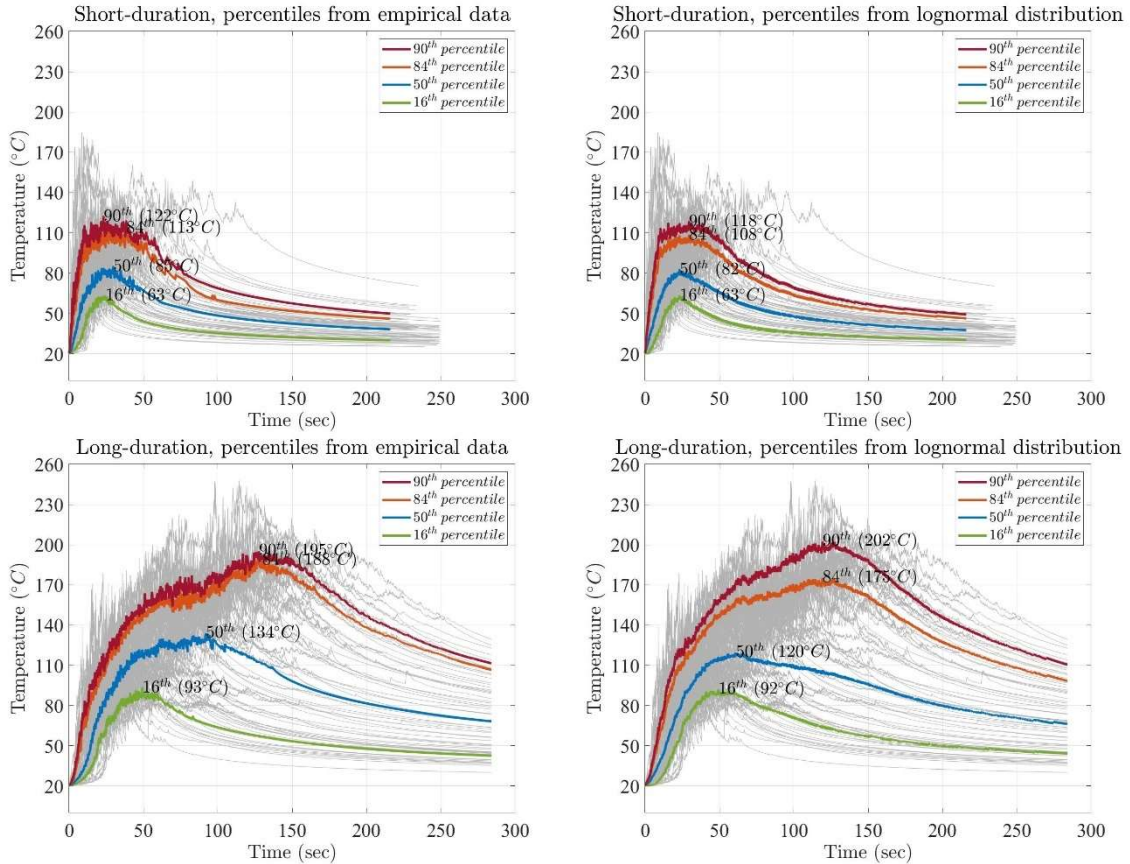 Short-duration, percentiles from empirical data
260
230
200
170
140
110
80
50
20
Temperature (°C)
90th percentile
84th percentile
50th percentile
16th percentile
90th (122°C)
84th (113°C)
50th (85°C)
16th (63°C)
0 50 100 150 200 250 300
Time (sec)
Short-duration, percentiles from lognormal distribution
260
230
200
170
140
110
80
50
20
Temperature (°C)
90th percentile
84th percentile
50th percentile
16th percentile
90th (118°C)
84th (108°C)
50th (82°C)
16th (63°C)
0 50 100 150 200 250 300
Time (sec)
Long-duration, percentiles from empirical data
260
230
200
170
140
110
80
50
20
Temperature (°C)
90th percentile
84th percentile
50th percentile
16th percentile
90th (195°C)
84th (188°C)
50th (134°C)
16th (93°C)
0 50 100 150 200 250 300
Time (sec)
Long-duration, percentiles from lognormal distribution
260
230
200
170
140
110
80
50
20
Temperature (°C)
90th percentile
84th percentile
50th percentile
16th percentile
90th (202°C)
84th (175°C)
50th (120°C)
16th (92°C)
0 50 100 150 200 250 300
Time (sec)